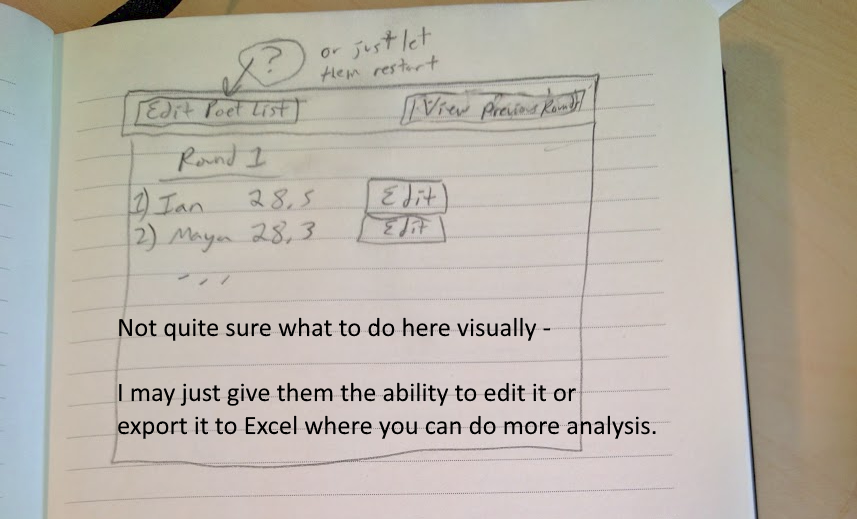 ? or just let
them restart
Edit Poet List View Previous Round
Round 1
1) Ian 28.5 Edit
2) Maya 28.3 Edit
...
Not quite sure what to do here visually -
I may just give them the ability to edit it or
export it to Excel where you can do more analysis.